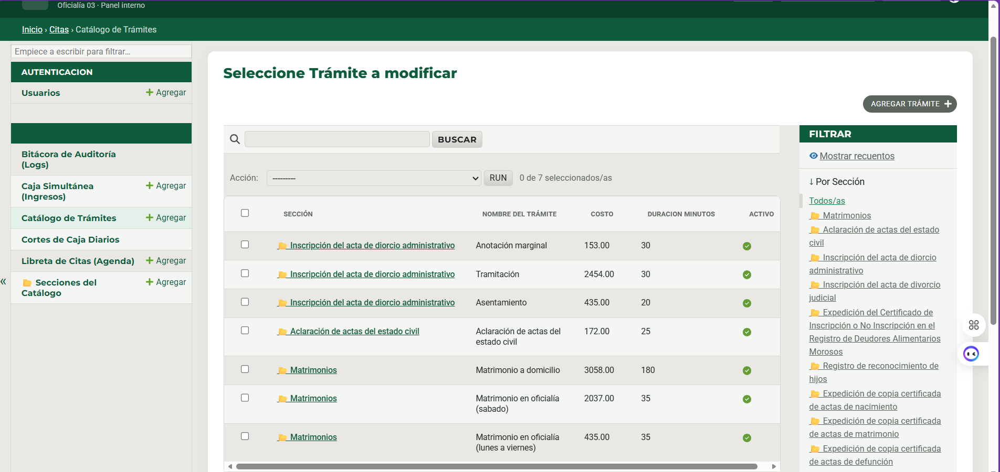 Oficialía 03 · Panel interno
Inicio › Citas › Catálogo de Trámites
Empiece a escribir para filtrar...
AUTENTICACION
Usuarios
Agregar
Bitácora de Auditoría
(Logs)
Caja Simultánea
(Ingresos)
Agregar
Catálogo de Trámites
Agregar
Cortes de Caja Diarios
Libreta de Citas (Agenda)
Agregar
Secciones del
Catálogo
Agregar
«
Seleccione Trámite a modificar
AGREGAR TRÁMITE
BUSCAR
Acción: ---------
RUN
0 de 7 seleccionados/as
SECCIÓN NOMBRE DEL TRÁMITE COSTO DURACION MINUTOS ACTIVO
Inscripción del acta de diorcio administrativo Anotación marginal 153.00 30
Inscripción del acta de diorcio administrativo Tramitación 2454.00 30
Inscripción del acta de diorcio administrativo Asentamiento 435.00 20
Aclaración de actas del estado civil Aclaración de actas del 172.00 25
estado civil
Matrimonios Matrimonio a domicilio 3058.00 180
Matrimonios Matrimonio en oficialía 2037.00 35
(sabado)
Matrimonios Matrimonio en oficialía 435.00 35
(lunes a viernes)
FILTRAR
Mostrar recuentos
↓ Por Sección
Todos/as
Matrimonios
Aclaración de actas del estado
civil
Inscripción del acta de diorcio
administrativo
Inscripción del acta de divorcio
judicial
Expedición del Certificado de
Inscripción o No Inscripción en el
Registro de Deudores Alimentarios
Morosos
Registro de reconocimiento de
hijos
Expedición de copia certificada
de actas de nacimiento
Expedición de copia certificada
de actas de matrimonio
Expedición de copia certificada
de actas de defunción